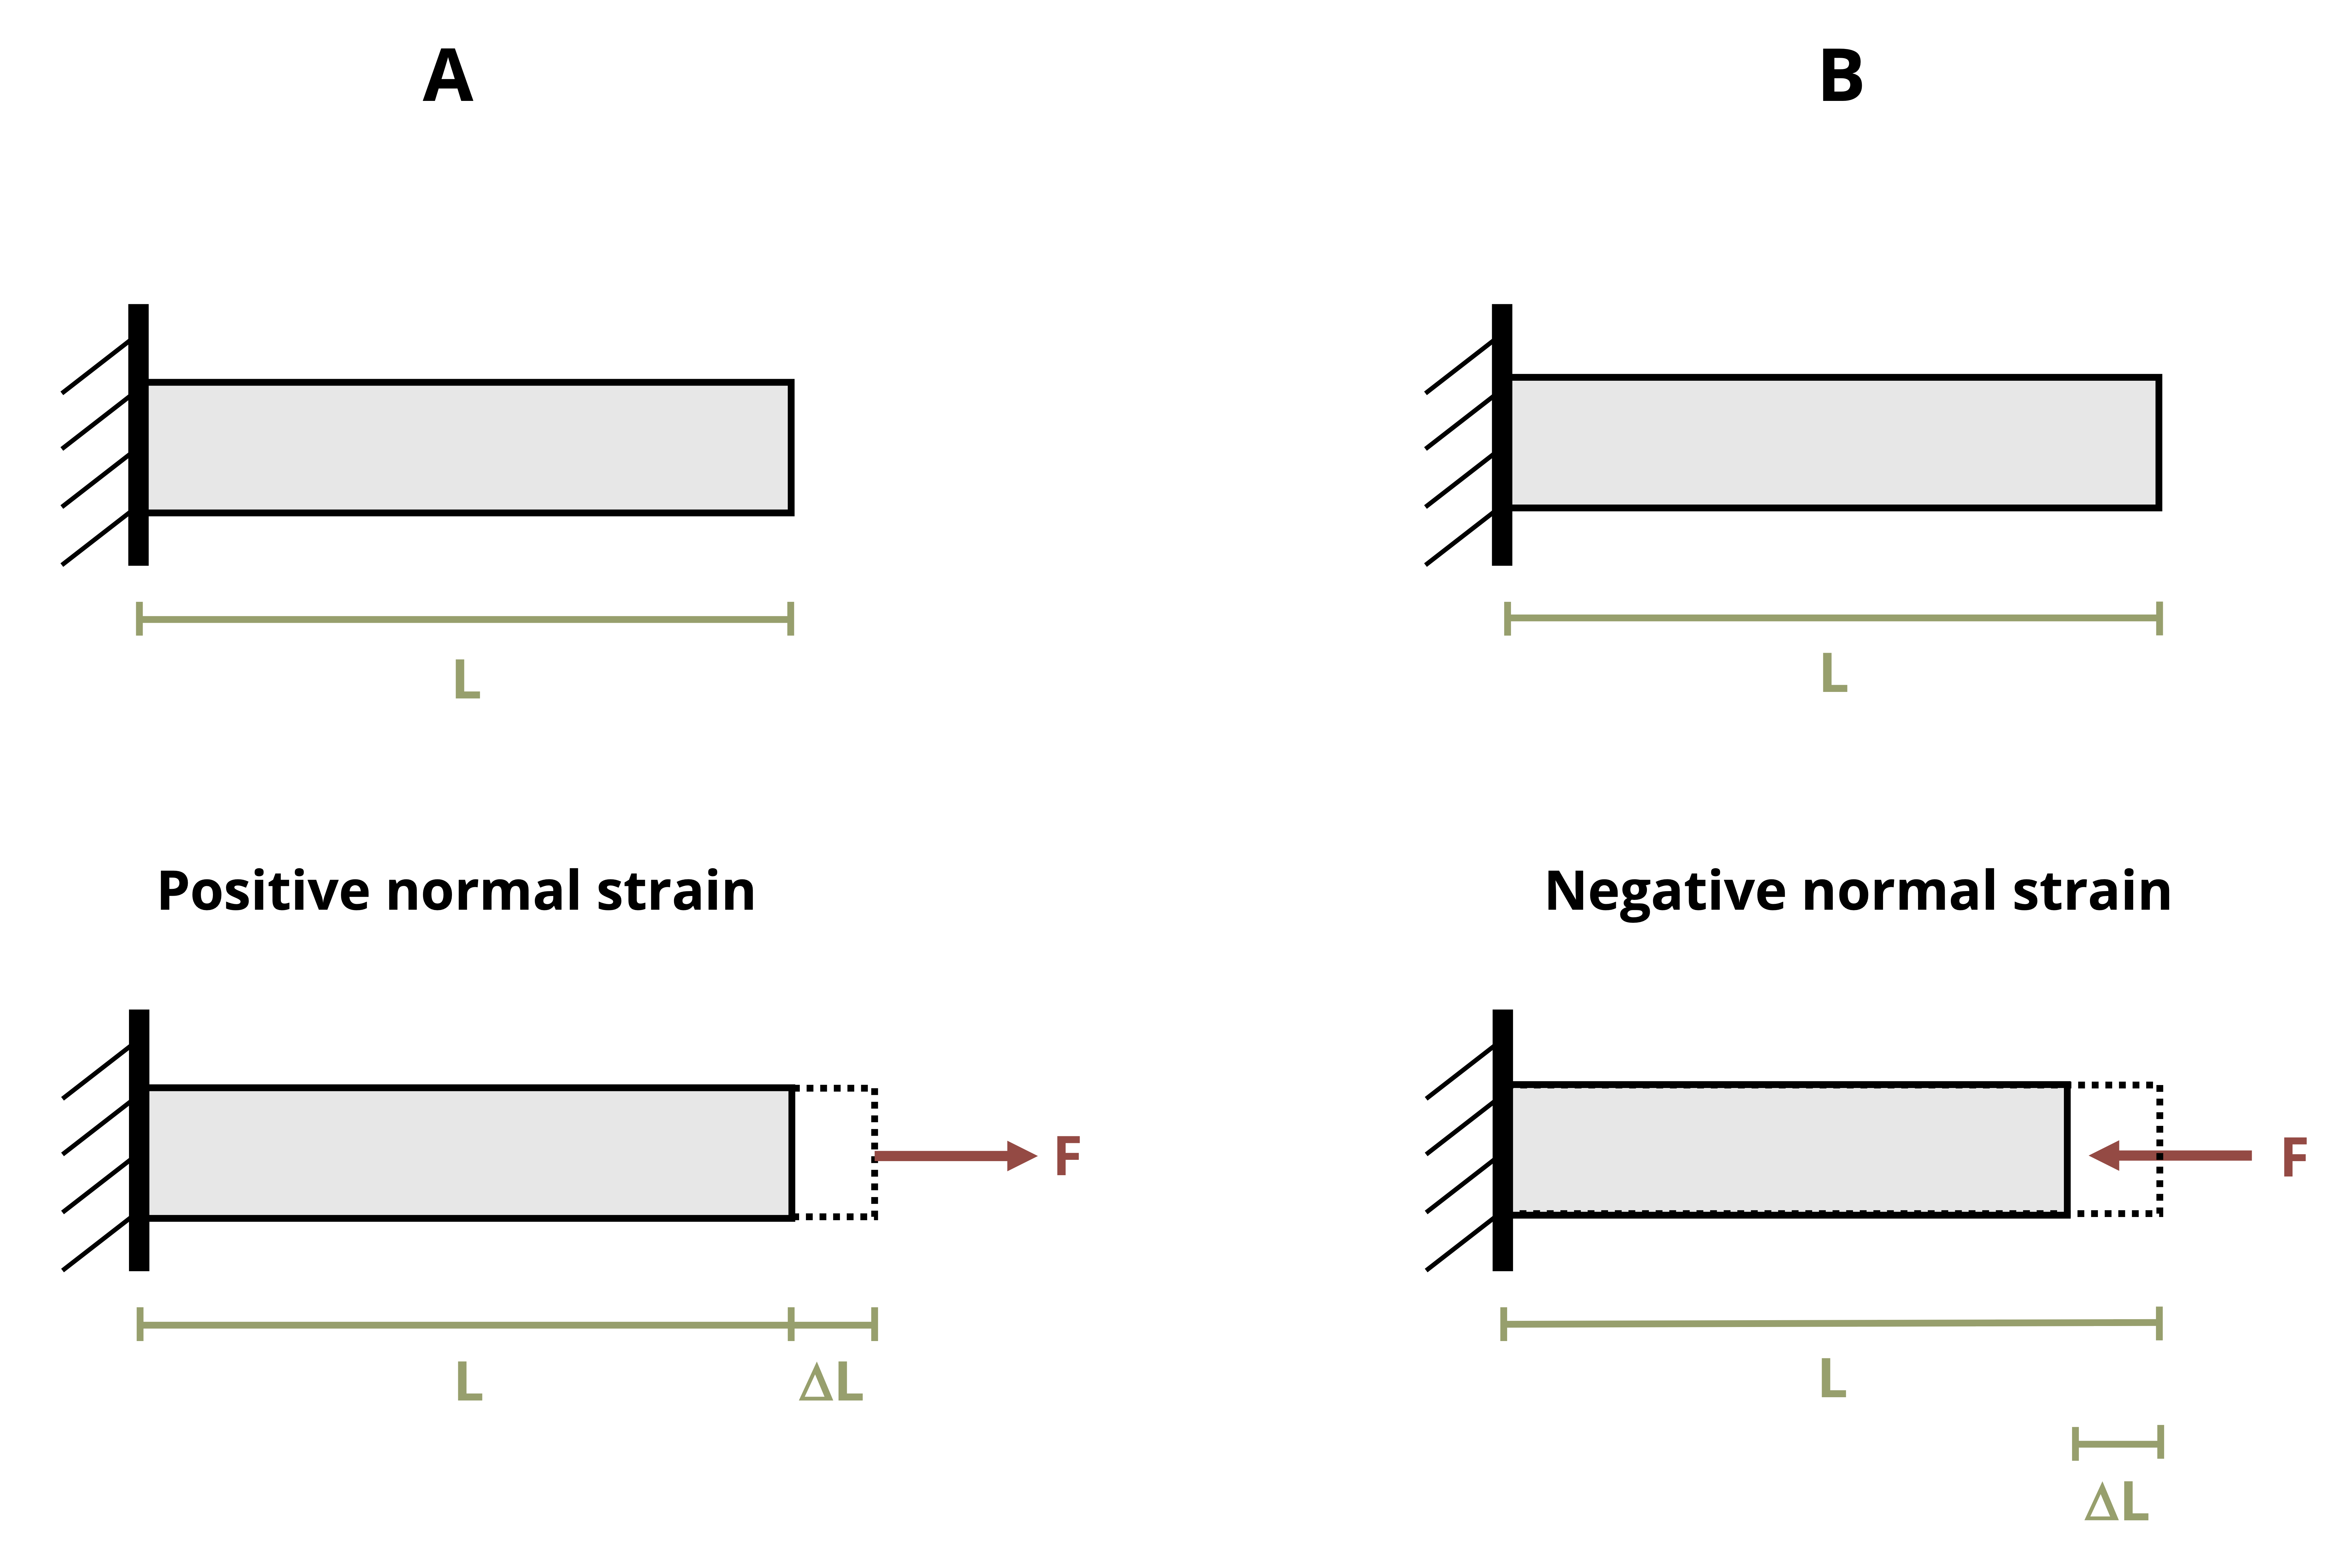 A
B
L
L
Positive normal strain
Negative normal strain
F
F
L
ΔL
L
ΔL